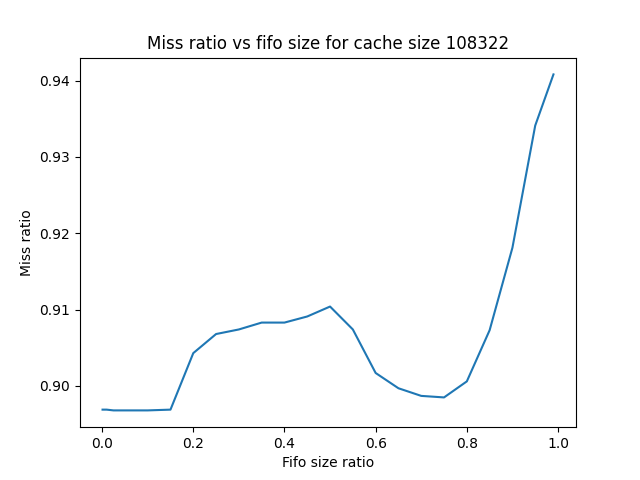 Miss ratio vs fifo size for cache size 108322
0.94
0.93
0.92
0.91
0.90
Miss ratio
0.0 0.2 0.4 0.6 0.8 1.0
Fifo size ratio